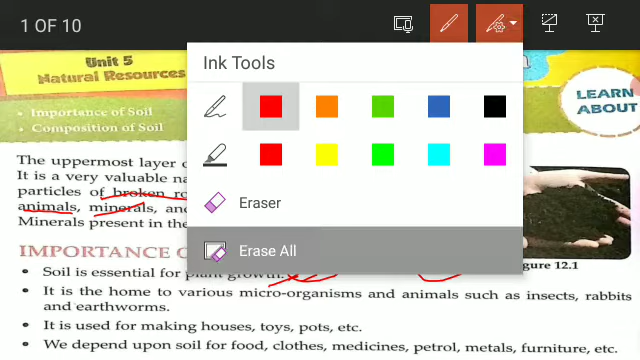 1 OF 10
Unit 5
Natural Resources
LEARN
ABOUT
• Importance of Soil
• Composition of Soil
Ink Tools
Eraser
Erase All
The uppermost layer
It is a very valuable
particles of broken
animals, minerals,
Minerals present in the
IMPORTANCE
Figure 12.1
• Soil is essential for plant growth.
• It is the home to various micro-organisms and animals such as insects, rabbits
and earthworms.
• It is used for making houses, toys, pots, etc.
• We depend upon soil for food, clothes, medicines, petrol, metals, furniture, etc.